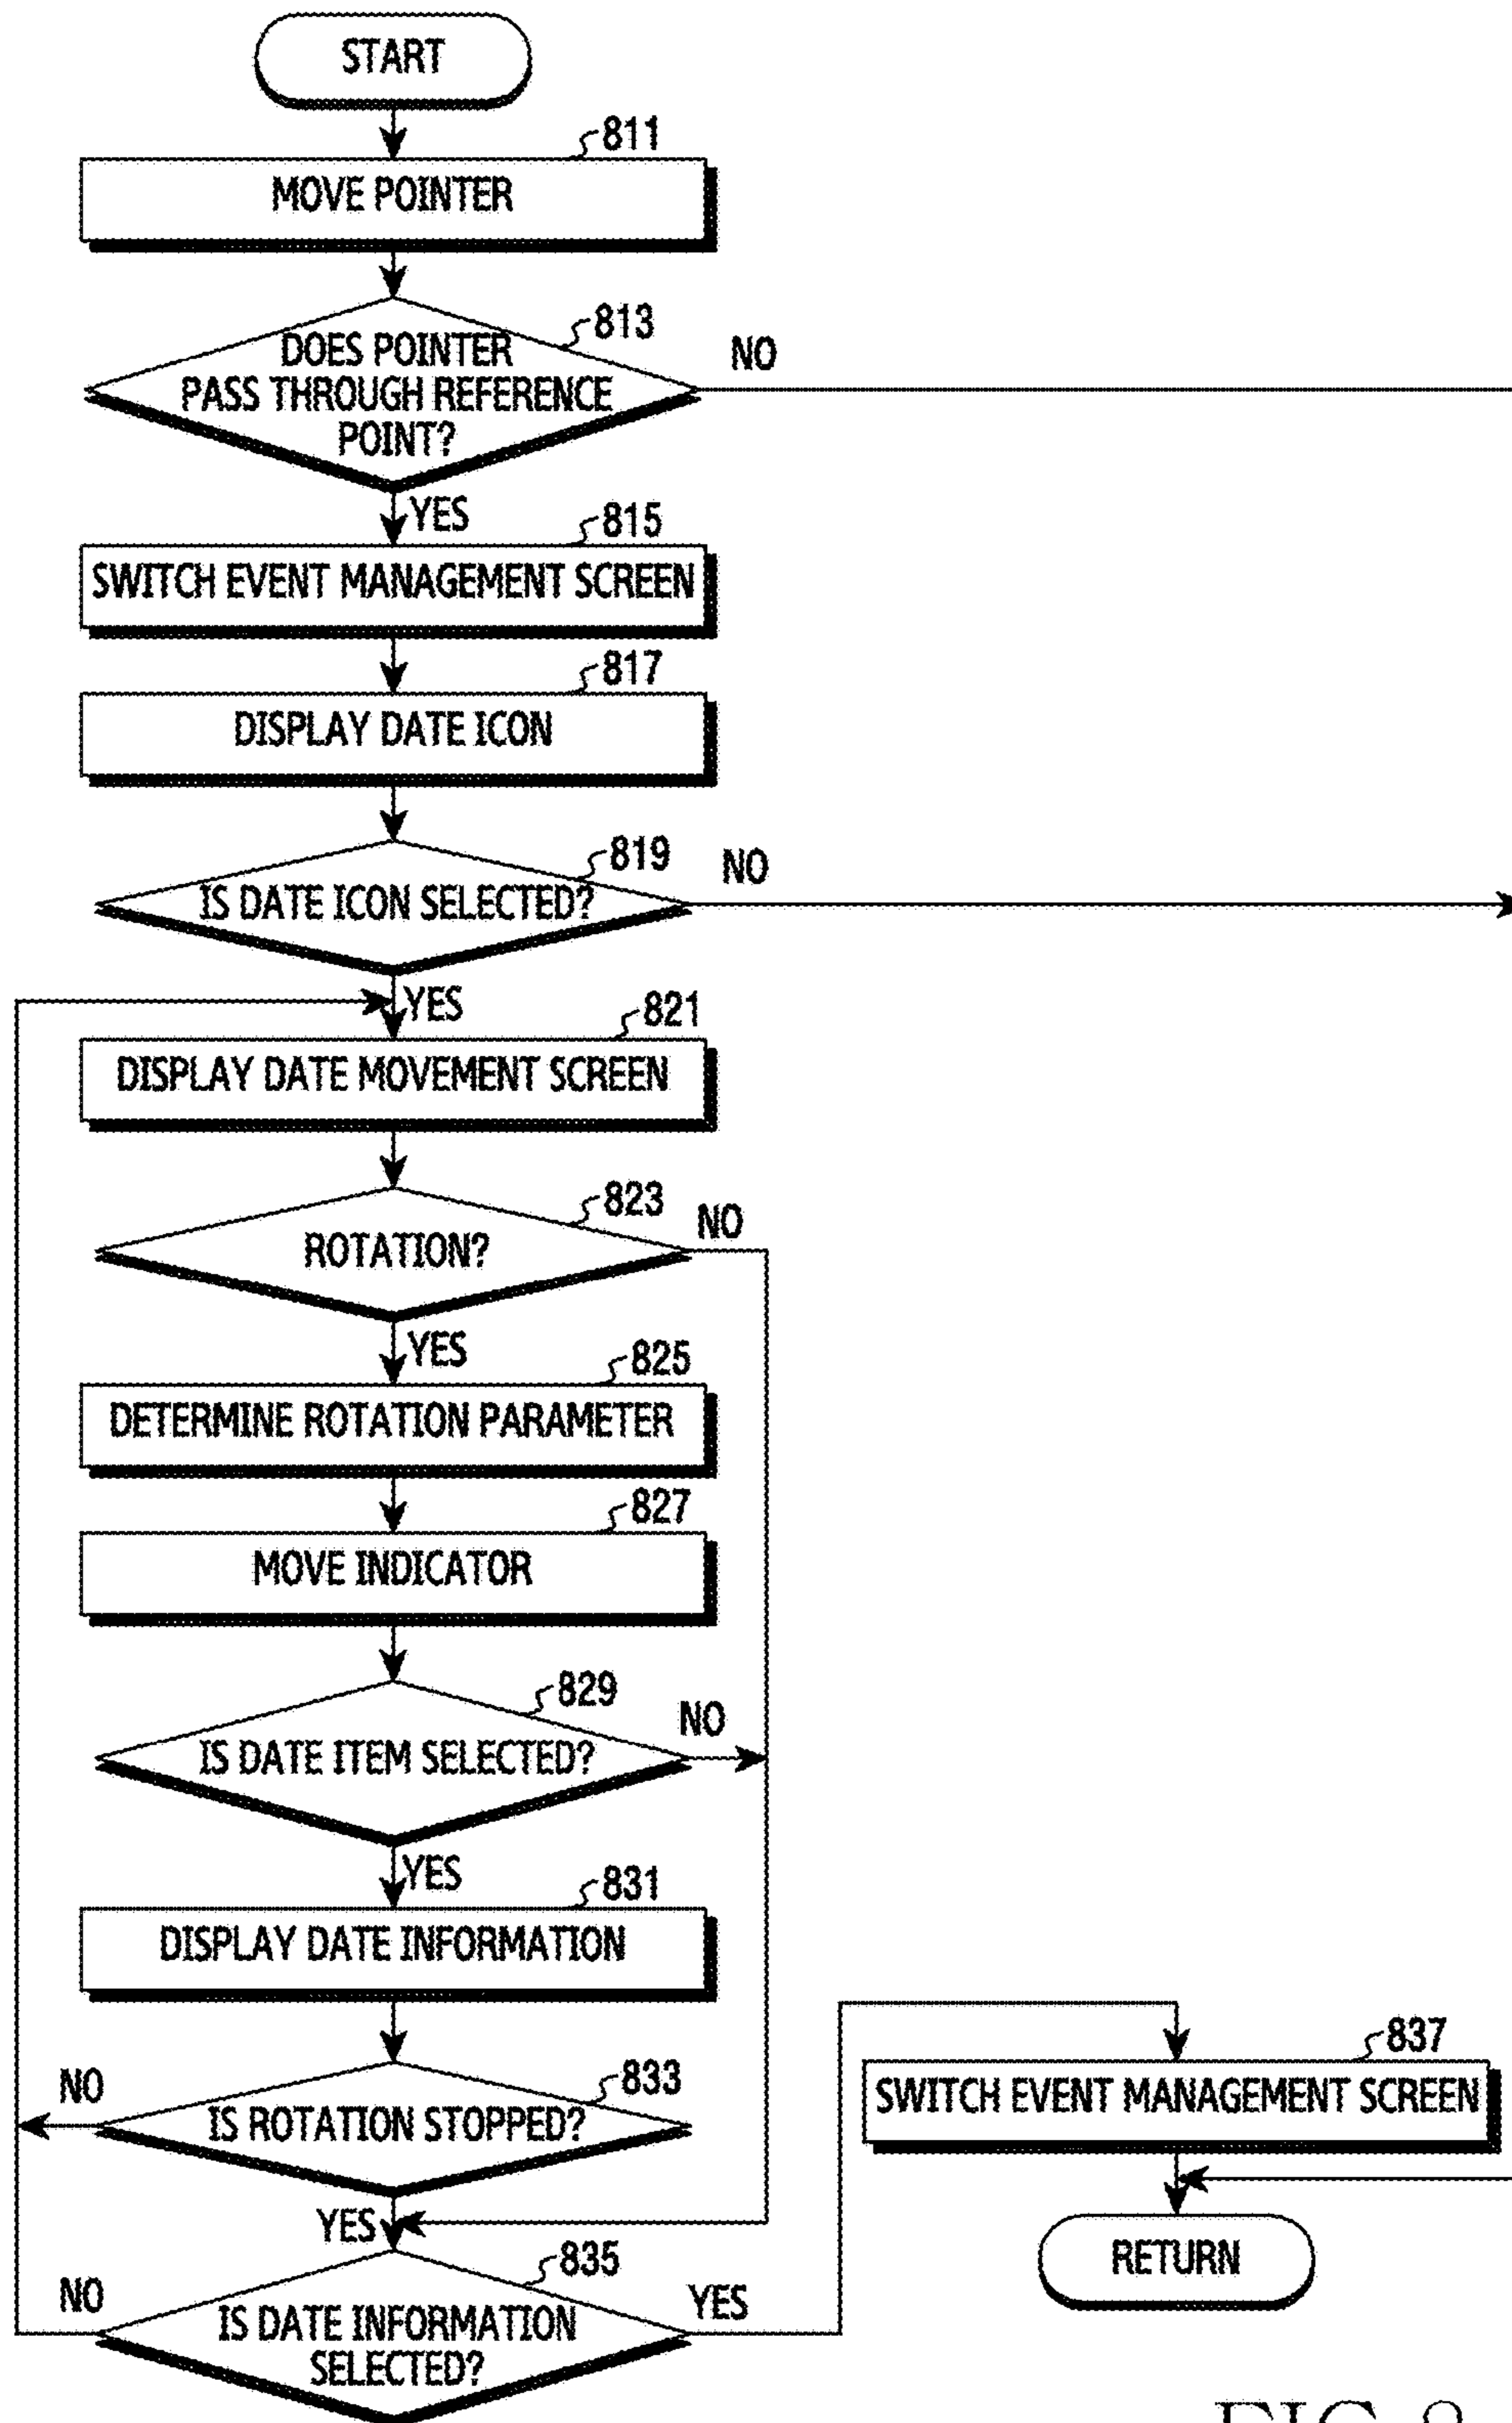 START
811
MOVE POINTER
813
DOES POINTER
PASS THROUGH REFERENCE
POINT?
NO
YES
815
SWITCH EVENT MANAGEMENT SCREEN
817
DISPLAY DATE ICON
819
IS DATE ICON SELECTED?
NO
YES
821
DISPLAY DATE MOVEMENT SCREEN
823
ROTATION?
NO
YES
825
DETERMINE ROTATION PARAMETER
827
MOVE INDICATOR
829
IS DATE ITEM SELECTED?
NO
YES
831
DISPLAY DATE INFORMATION
833
IS ROTATION STOPPED?
NO
YES
835
IS DATE INFORMATION
SELECTED?
NO
YES
837
SWITCH EVENT MANAGEMENT SCREEN
RETURN
FIG.8